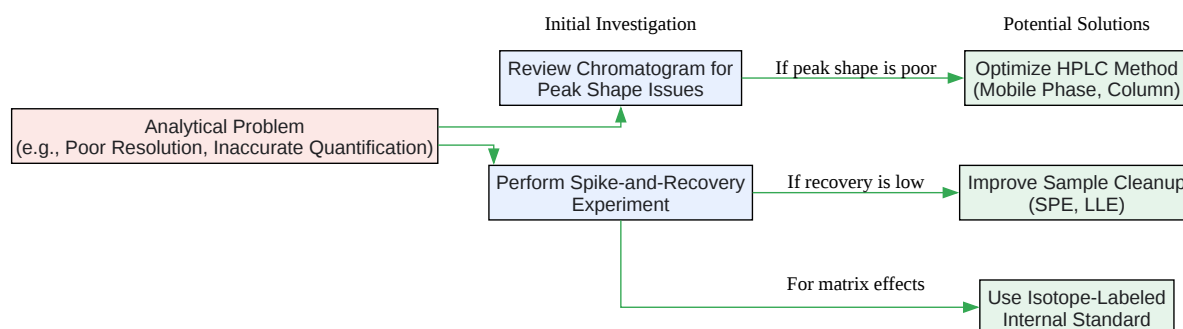 Initial Investigation
Potential Solutions
Review Chromatogram for
Peak Shape Issues
If peak shape is poor
Optimize HPLC Method
(Mobile Phase, Column)
Analytical Problem
(e.g., Poor Resolution, Inaccurate Quantification)
Perform Spike-and-Recovery
Experiment
If recovery is low
Improve Sample Cleanup
(SPE, LLE)
For matrix effects
Use Isotope-Labeled
Internal Standard